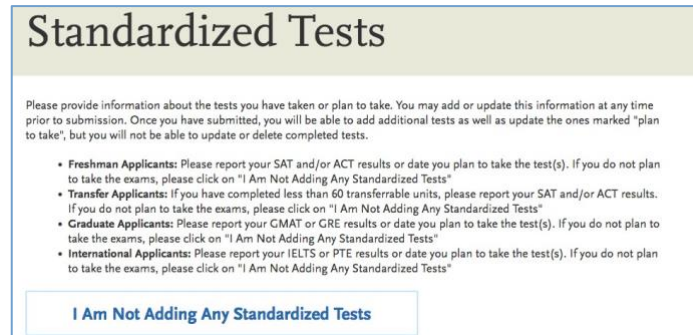 Standardized Tests
Please provide information about the tests you have taken or plan to take. You may add or update this information at any time
prior to submission. Once you have submitted, you will be able to add additional tests as well as update the ones marked "plan
to take", but you will not be able to update or delete completed tests.
• Freshman Applicants: Please report your SAT and/or ACT results or date you plan to take the test(s). If you do not plan
to take the exams, please click on "I Am Not Adding Any Standardized Tests"
• Transfer Applicants: If you have completed less than 60 transferrable units, please report your SAT and/or ACT results.
If you do not plan to take the exams, please click on "I Am Not Adding Any Standardized Tests"
• Graduate Applicants: Please report your GMAT or GRE results or date you plan to take the test(s). If you do not plan to
take the exams, please click on "I Am Not Adding Any Standardized Tests"
• International Applicants: Please report your IELTS or PTE results or date you plan to take the test(s). If you do not plan
to take the exams, please click on "I Am Not Adding Any Standardized Tests"
I Am Not Adding Any Standardized Tests